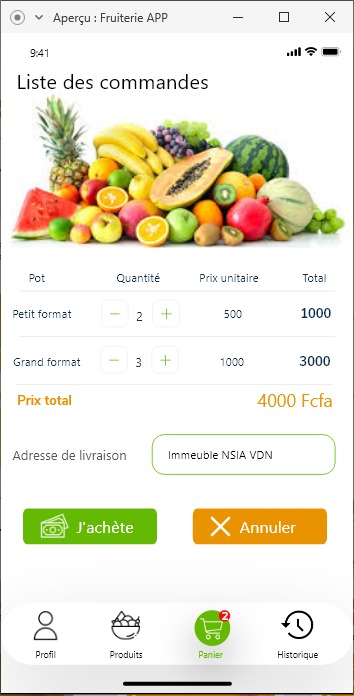 Aperçu : Fruiterie APP
9:41
Liste des commandes
Pot Quantité Prix unitaire Total
Petit format 2 500 1000
Grand format 3 1000 3000
Prix total 4000 Fcfa
Adresse de livraison Immeuble NSIA VDN
J'achète Annuler
2
Profil Produits Panier Historique